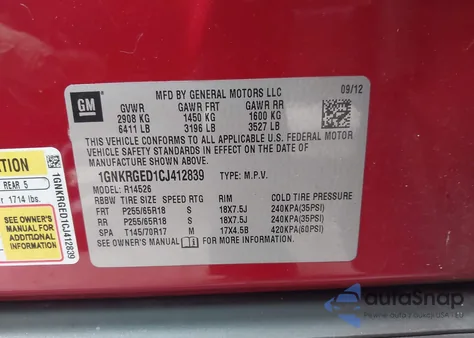 GM
MFD BY GENERAL MOTORS LLC
09/12
GVWR GAWR FRT GAWR RR
2908 KG 1450 KG 1600 KG
6411 LB 3196 LB 3527 LB
THIS VEHICLE CONFORMS TO ALL APPLICABLE U.S. FEDERAL MOTOR
VEHICLE SAFETY AND THEFT PREVENTION STANDARDS IN EFFECT ON THE DATE
OF MANUFACTURE SHOWN ABOVE.
1GNKRGED1CJ412839 TYPE: M.P.V.
MODEL: R14526
RBBW TIRE SIZE SPEED RTG RIM COLD TIRE PRESSURE
FRT P255/65R18 S 18X7.5J 240KPA(35PSI)
RR P255/65R18 S 18X7.5J 240KPA(35PSI)
SPA T145/70R17 M 17X4.5B 420KPA(60PSI)
SEE OWNER'S MANUAL FOR MORE INFORMATION.
ATION
REAR 5
1714 lbs.
SEE OWNER'S
MANUAL FOR
ADDITIONAL
INFORMATION
1GNKRGED1CJ412839
auraSnap